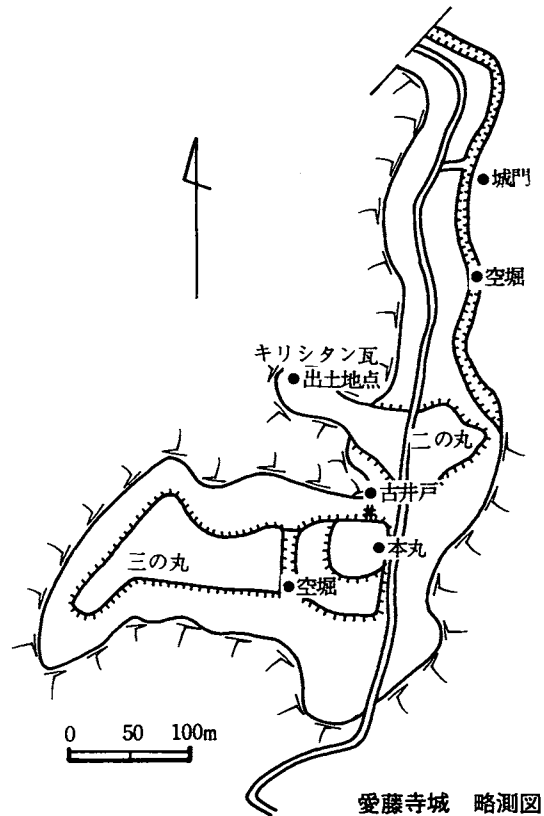 城門
空堀
キリシタン瓦
出土地点
二の丸
古井戸
本丸
三の丸
空堀
0 50 100m
愛藤寺城 略測図